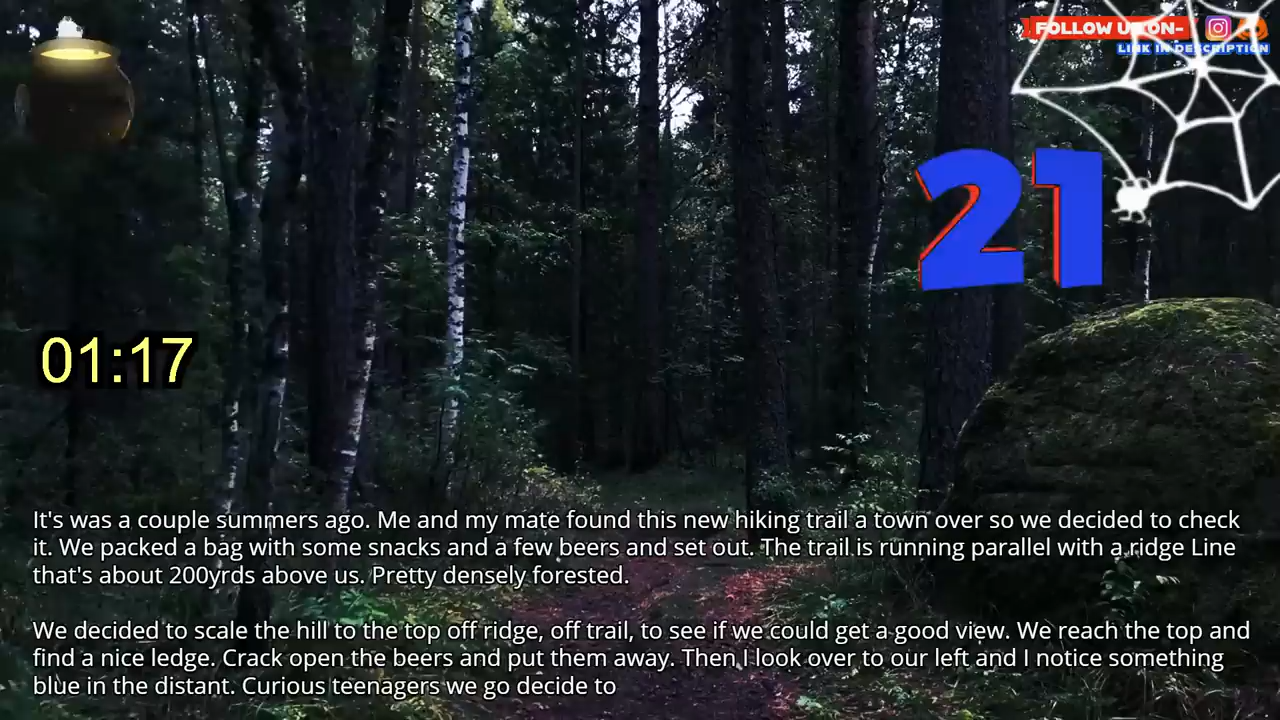 FOLLOW US ON-
LINK IN DESCRIPTION
21
01:17
It's was a couple summers ago. Me and my mate found this new hiking trail a town over so we decided to check
it. We packed a bag with some snacks and a few beers and set out. The trail is running parallel with a ridge Line
that's about 200yrds above us. Pretty densely forested.
We decided to scale the hill to the top off ridge, off trail, to see if we could get a good view. We reach the top and
find a nice ledge. Crack open the beers and put them away. Then I look over to our left and I notice something
blue in the distant. Curious teenagers we go decide to